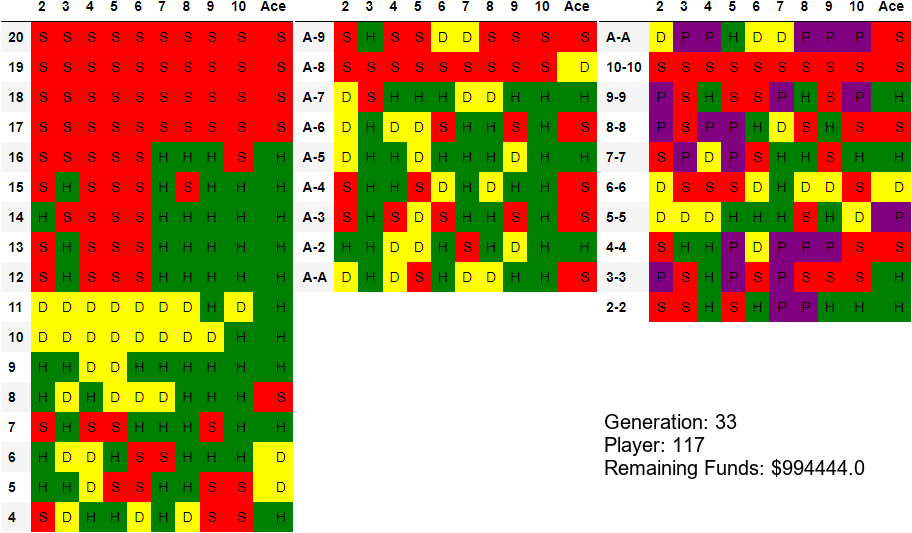 2 3 4 5 6 7 8 9 10 Ace
20 S S S S S S S S S S
19 S S S S S S S S S S
18 S S S S S S S S S S
17 S S S S S S S S S S
16 S S S S S H H H S H
15 S H S S S H S H H H
14 H S S S S H H H H H
13 S H S S S H H H H H
12 S H S S S H H H H H
11 D D D D D D D H D H
10 D D D D D D D D H H
9 H H D D H H H H H H
8 H D H D D D H H H S
7 S H S S H H H S H H
6 H D D H S S H H H D
5 H H D S S H H S S D
4 S D H H D H D S S H
2 3 4 5 6 7 8 9 10 Ace
A-9 S H S S D D S S S S
A-8 S S S S S S S S S D
A-7 D S H H H D D H H H
A-6 D H D D S H H S H S
A-5 D H H D H H H D H H
A-4 S H H S D H D H H S
A-3 S H S D S H H S H S
A-2 H H D D H S H D H H
A-A D H D S H D D H H S
2 3 4 5 6 7 8 9 10 Ace
A-A D P P H D D P P P S
10-10 S S S S S S S S S S
9-9 P S H S S P H S P H
8-8 P S P P H D S H S S
7-7 S P D P S H H S H H
6-6 D S S S D H D D S D
5-5 D D D H H H S H D P
4-4 S H H P D P P P S S
3-3 P S H P S P S S S H
2-2 S S H S H P P H H H
Generation: 33
Player: 117
Remaining Funds: $994444.0